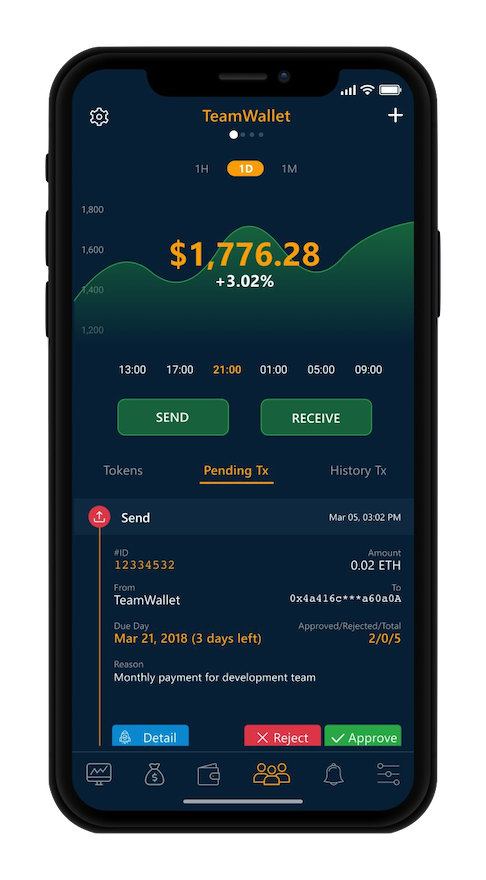 TeamWallet
1H 1D 1M
1,800
1,600
$1,776.28
+3.02%
1,400
1,200
13:00 17:00 21:00 01:00 05:00 09:00
SEND RECEIVE
Tokens Pending Tx History Tx
Send Mar 05, 03:02 PM
#ID Amount
12334532 0.02 ETH
From To
TeamWallet 0x4a416c***a60a0A
Due Day Approved/Rejected/Total
Mar 21, 2018 (3 days left) 2/0/5
Reason
Monthly payment for development team
Detail Reject Approve